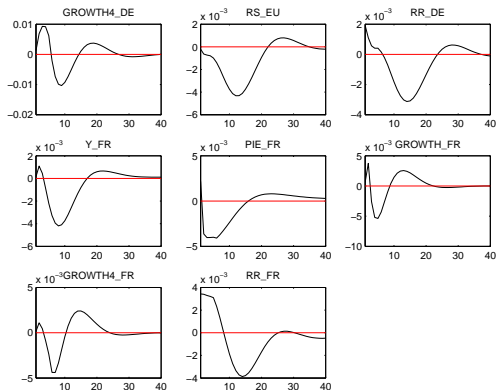 GROWTH4_DE
0.01
0
-0.01
-0.02
10 20 30 40
RS_EU
x 10⁻³
2
0
-2
-4
-6
10 20 30 40
RR_DE
x 10⁻³
2
0
-2
-4
10 20 30 40
Y_FR
x 10⁻³
2
0
-2
-4
-6
10 20 30 40
PIE_FR
x 10⁻³
5
0
-5
10 20 30 40
GROWTH_FR
x 10⁻³
5
0
-5
-10
10 20 30 40
GROWTH4_FR
x 10⁻³
5
0
-5
10 20 30 40
RR_FR
x 10⁻³
4
2
0
-2
-4
10 20 30 40